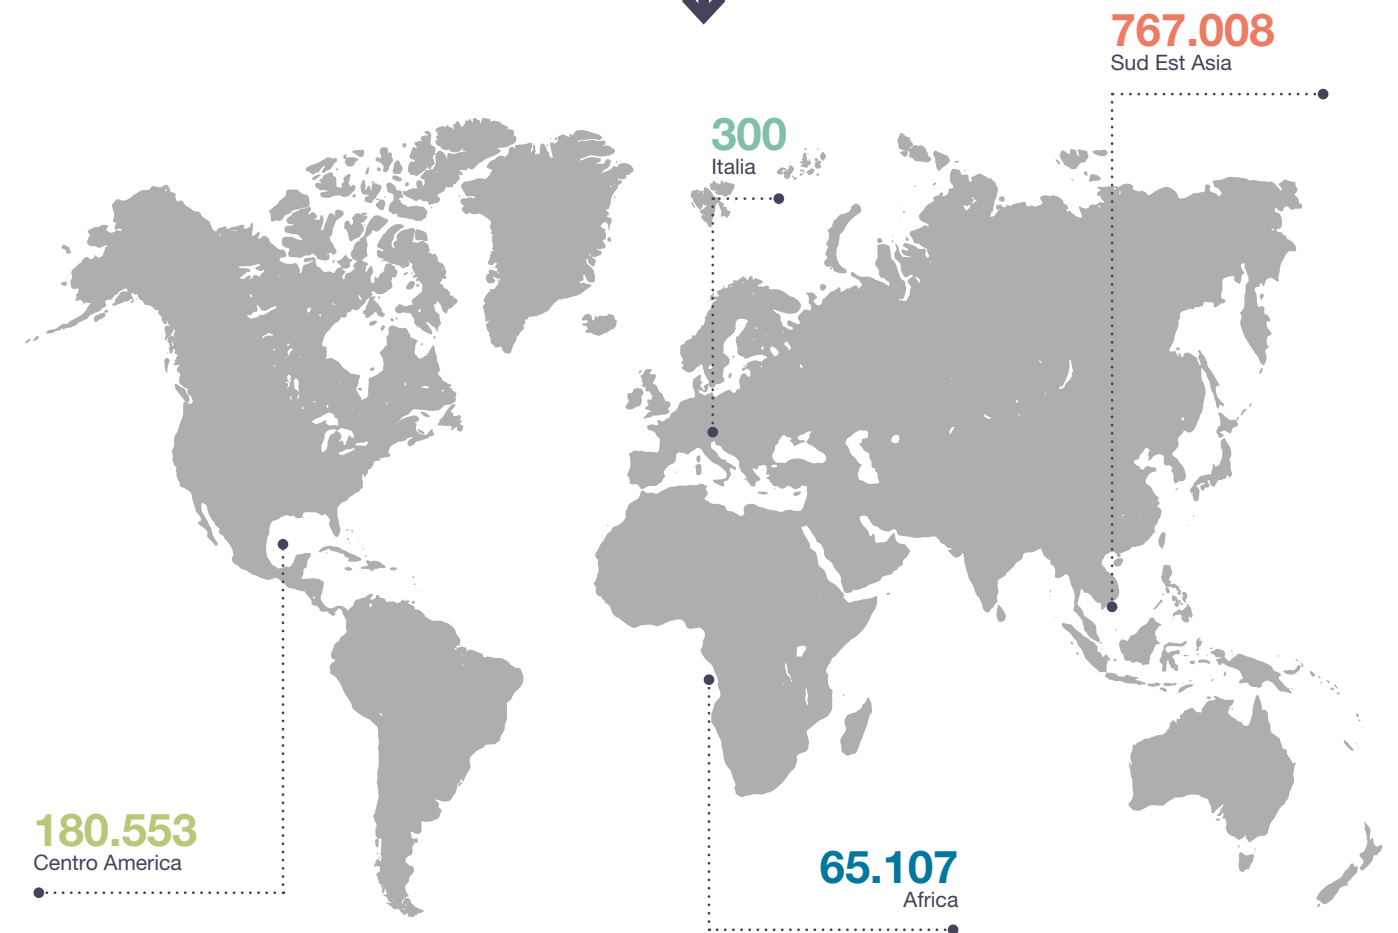 767.008
Sud Est Asia
300
Italia
180.553
Centro America
65.107
Africa